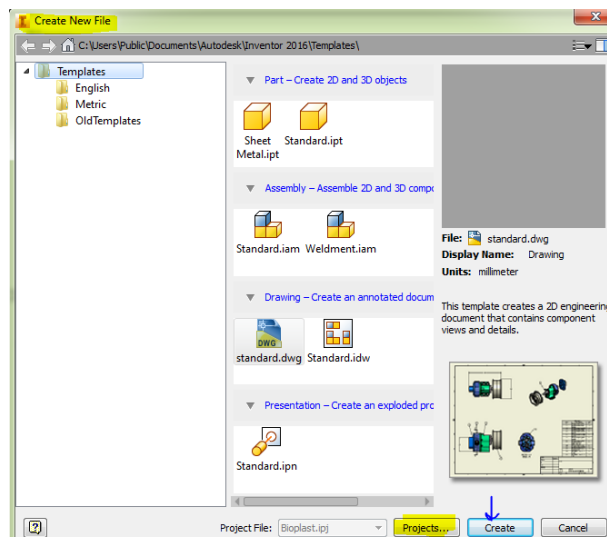 Create New File
C:\Users\Public\Documents\Autodesk\Inventor 2016\Templates\
Templates
English
Metric
OldTemplates
Part – Create 2D and 3D objects
Sheet Metal.ipt
Standard.ipt
Assembly – Assemble 2D and 3D compo
Standard.iam
Weldment.iam
Drawing – Create an annotated docum
DWG
standard.dwg
Standard.idw
Presentation – Create an exploded pro
Standard.ipn
File: standard.dwg
Display Name: Drawing
Units: millimeter
This template creates a 2D engineering
document that contains component
views and details.
Project File: Bioplast.ipj
Projects...
Create
Cancel